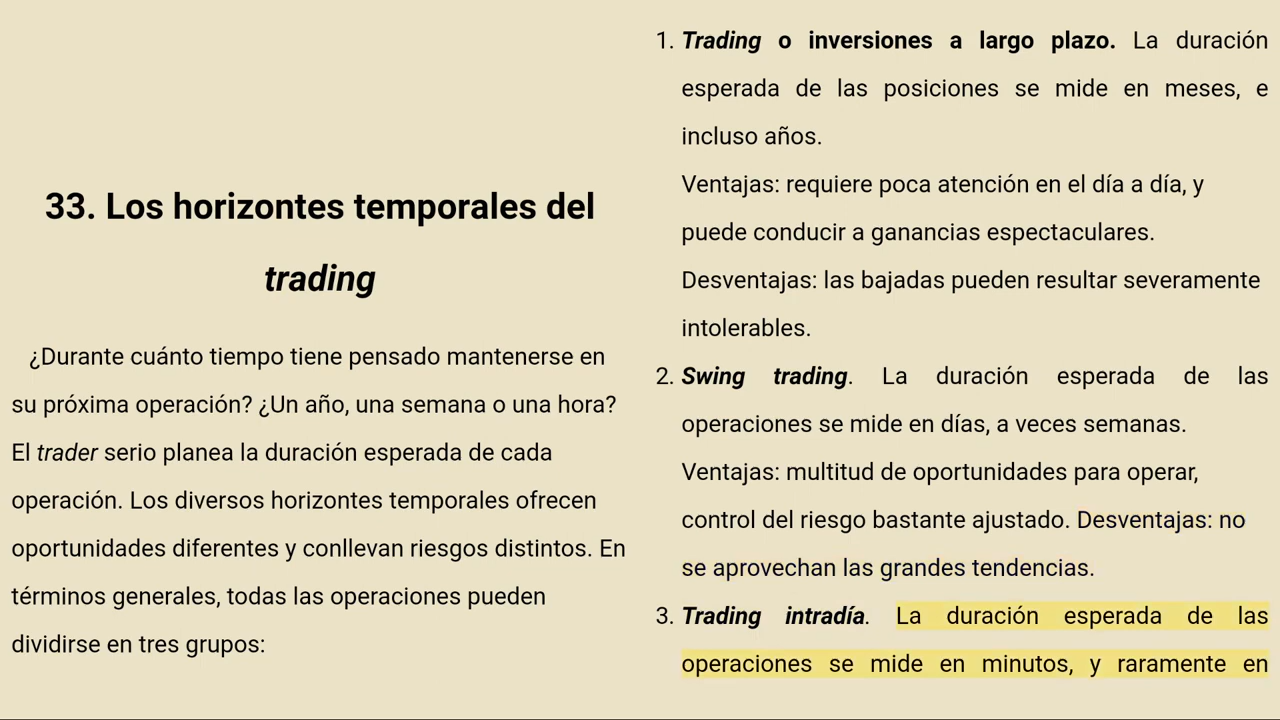 33. Los horizontes temporales del
trading
¿Durante cuánto tiempo tiene pensado mantenerse en
su próxima operación? ¿Un año, una semana o una hora?
El trader serio planea la duración esperada de cada
operación. Los diversos horizontes temporales ofrecen
oportunidades diferentes y conllevan riesgos distintos. En
términos generales, todas las operaciones pueden
dividirse en tres grupos:
1. Trading o inversiones a largo plazo. La duración
esperada de las posiciones se mide en meses, e
incluso años.
Ventajas: requiere poca atención en el día a día, y
puede conducir a ganancias espectaculares.
Desventajas: las bajadas pueden resultar severamente
intolerables.
2. Swing trading. La duración esperada de las
operaciones se mide en días, a veces semanas.
Ventajas: multitud de oportunidades para operar,
control del riesgo bastante ajustado. Desventajas: no
se aprovechan las grandes tendencias.
3. Trading intradía. La duración esperada de las
operaciones se mide en minutos, y raramente en